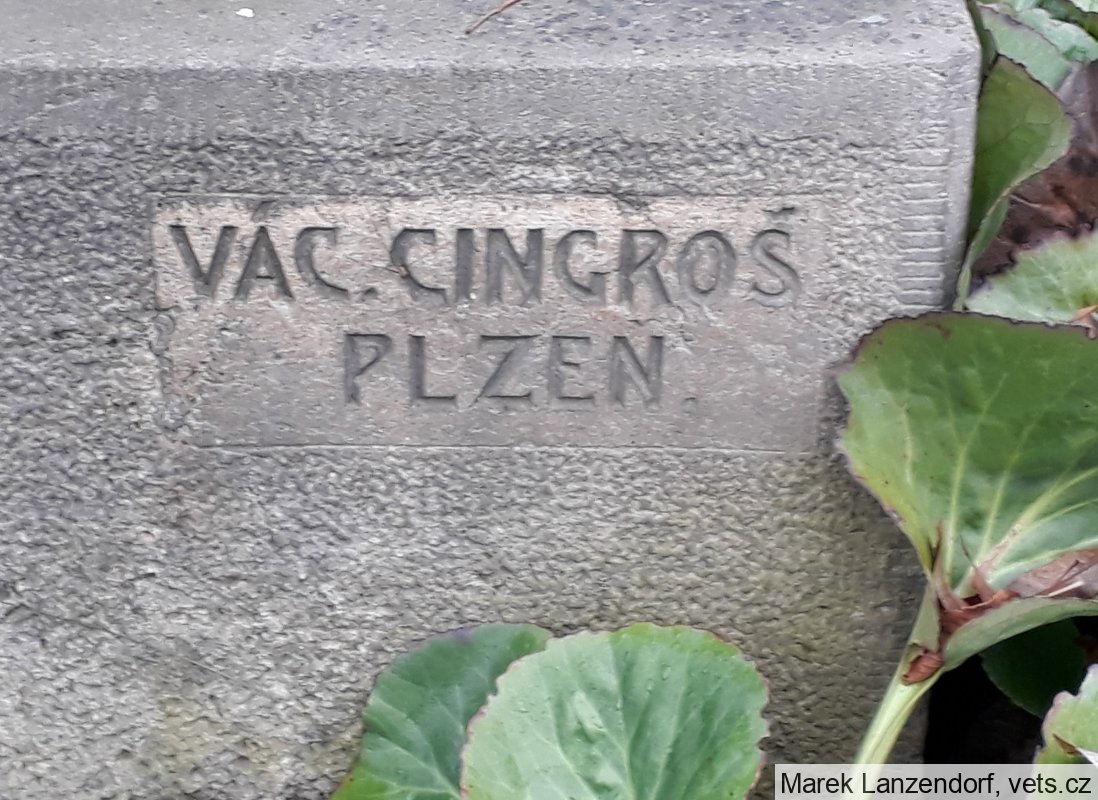 VÁC. CINGROŠ
PLZEN.
Marek Lanzendorf, vets.cz